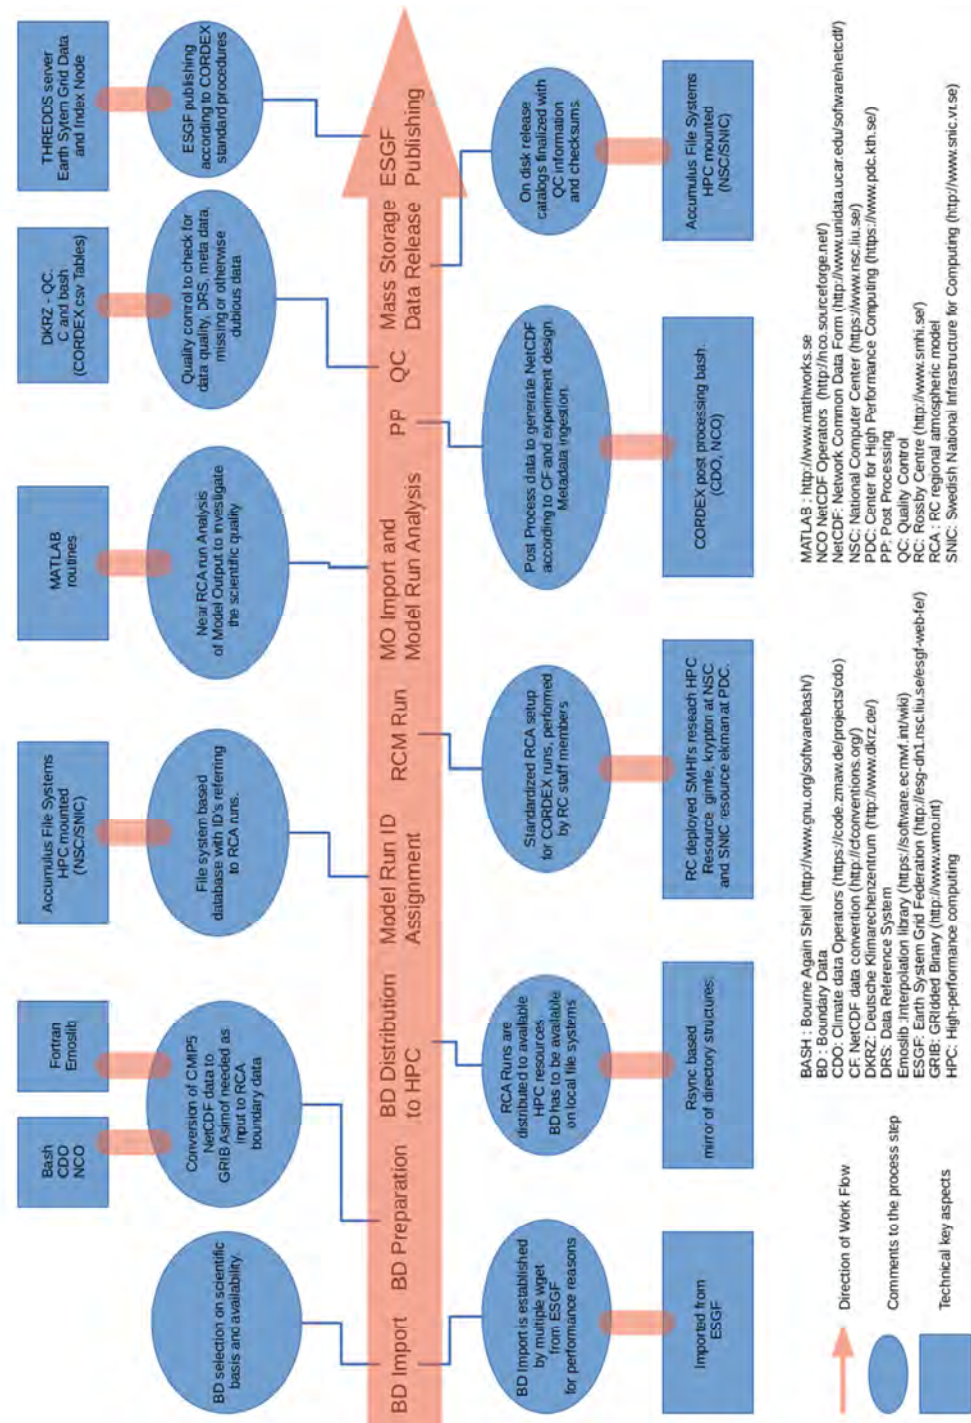 Bash
CDO
NCO
Fortran
Emoslib
Accumulus File Systems
HPC mounted
(NSC/SNIC)
MATLAB
routines
DKRZ - QC.
C and bash
(CORDEX csv Tables)
THREDDS server
Earth Sytem Grid Data
and Index Node
BD selection on scientific
basis and availability.
Conversion of CMIP5
NetCDF data to
GRIB Asimof needed as
input to RCA
boundary data
File system based
database with ID's referring
to RCA runs.
Near RCA run Analysis
of Model Output to investigate
the scientific quality
Quality control to check for
data quality, DRS, meta data,
missing or otherwise
dubious data
ESGF publishing
according to CORDEX
standard procedures
BD Import
BD Preparation
BD Distribution
to HPC
Model Run ID
Assignment
RCM Run
MO Import and
Model Run Analysis
PP
QC
Mass Storage
Data Release
ESGF
Publishing
BD Import is established
by multiple wget
from ESGF
for performance reasons
RCA Runs are
distributed to available
HPC resources
BD has to be available
on local file systems
Standardized RCA setup
for CORDEX runs, performed
by RC staff members
Post Process data to generate NetCDF
according to CF and experiment design.
Metadata ingestion.
On disk release
catalogs finalized with
QC information
and checksums.
Imported from
ESGF
Rsync based
mirror of directory structures.
RC deployed SMHI's reseach HPC
Resource gimle, krypton at NSC
and SNIC resource ekman at PDC.
CORDEX post processing bash.
(CDO, NCO)
Accumulus File Systems
HPC mounted
(NSC/SNIC)
Direction of Work Flow
Comments to the process step
Technical key aspects
BASH : Bourne Again Shell (http://www.gnu.org/software/bash/)
BD : Boundary Data
CDO: Climate data Operators (https://code.zmaw.de/projects/cdo)
CF: NetCDF data convention (http://cfconventions.org/)
DKRZ: Deutsche Klimarechenzentrum (http://www.dkrz.de/)
DRS: Data Reference System
Emoslib :Interpolation library (https://software.ecmwf.int/wiki)
ESGF: Earth System Grid Federation (http://esg-dn1.nsc.liu.se/esgf-web-fe/)
GRIB: GRIdded Binary (http://www.wmo.int)
HPC: High-performance computing
MATLAB : http://www.mathworks.se
NCO NetCDF Operators (http://nco.sourceforge.net/)
NetCDF: Network Common Data Form (http://www.unidata.ucar.edu/software/netcdf/)
NSC: National Computer Center (https://www.nsc.liu.se/)
PDC: Center for High Performance Computing (https://www.pdc.kth.se/)
PP: Post Processing
QC: Quality Control
RC: Rossby Centre (http://www.smhi.se/)
RCA : RC regional atmospheric model
SNIC: Swedish National Infrastructure for Computing (http://www.snic.vr.se)